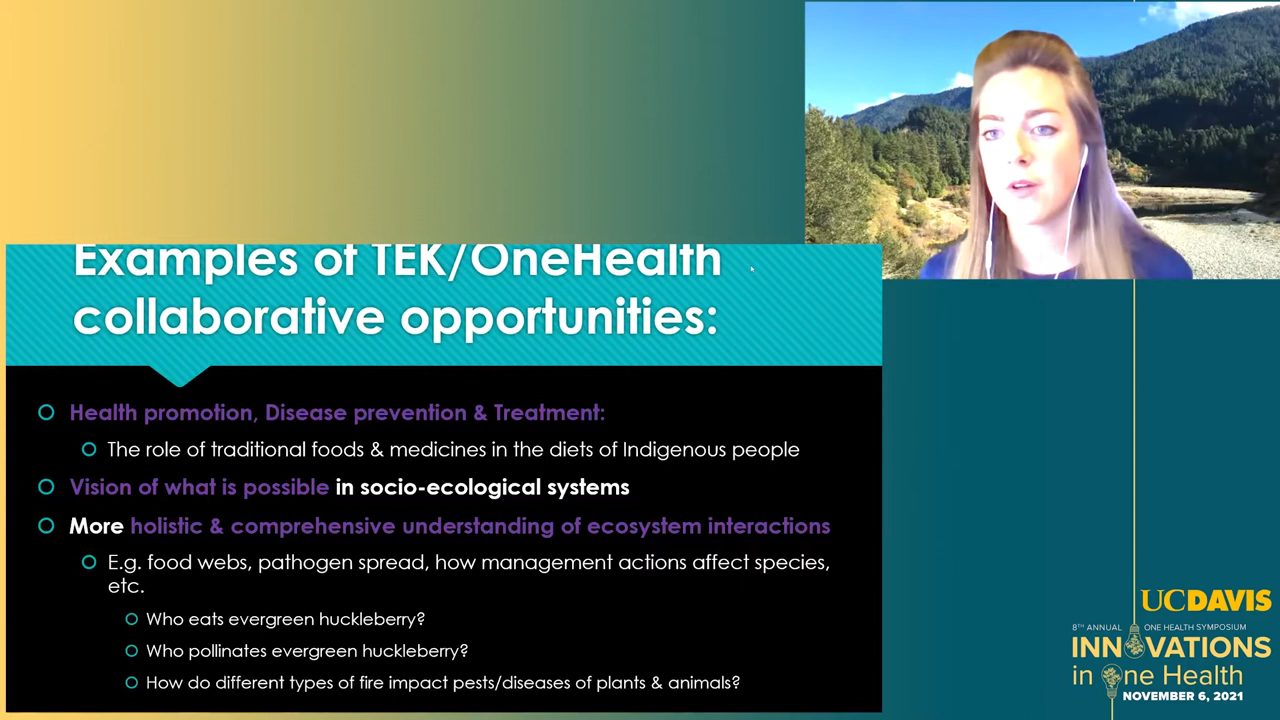 Examples of TEK/OneHealth
collaborative opportunities:
Health promotion, Disease prevention & Treatment:
The role of traditional foods & medicines in the diets of Indigenous people
Vision of what is possible in socio-ecological systems
More holistic & comprehensive understanding of ecosystem interactions
E.g. food webs, pathogen spread, how management actions affect species,
etc.
Who eats evergreen huckleberry?
Who pollinates evergreen huckleberry?
How do different types of fire impact pests/diseases of plants & animals?
UCDAVIS
8TH ANNUAL ONE HEALTH SYMPOSIUM
INNOVATIONS
in One Health
NOVEMBER 6, 2021